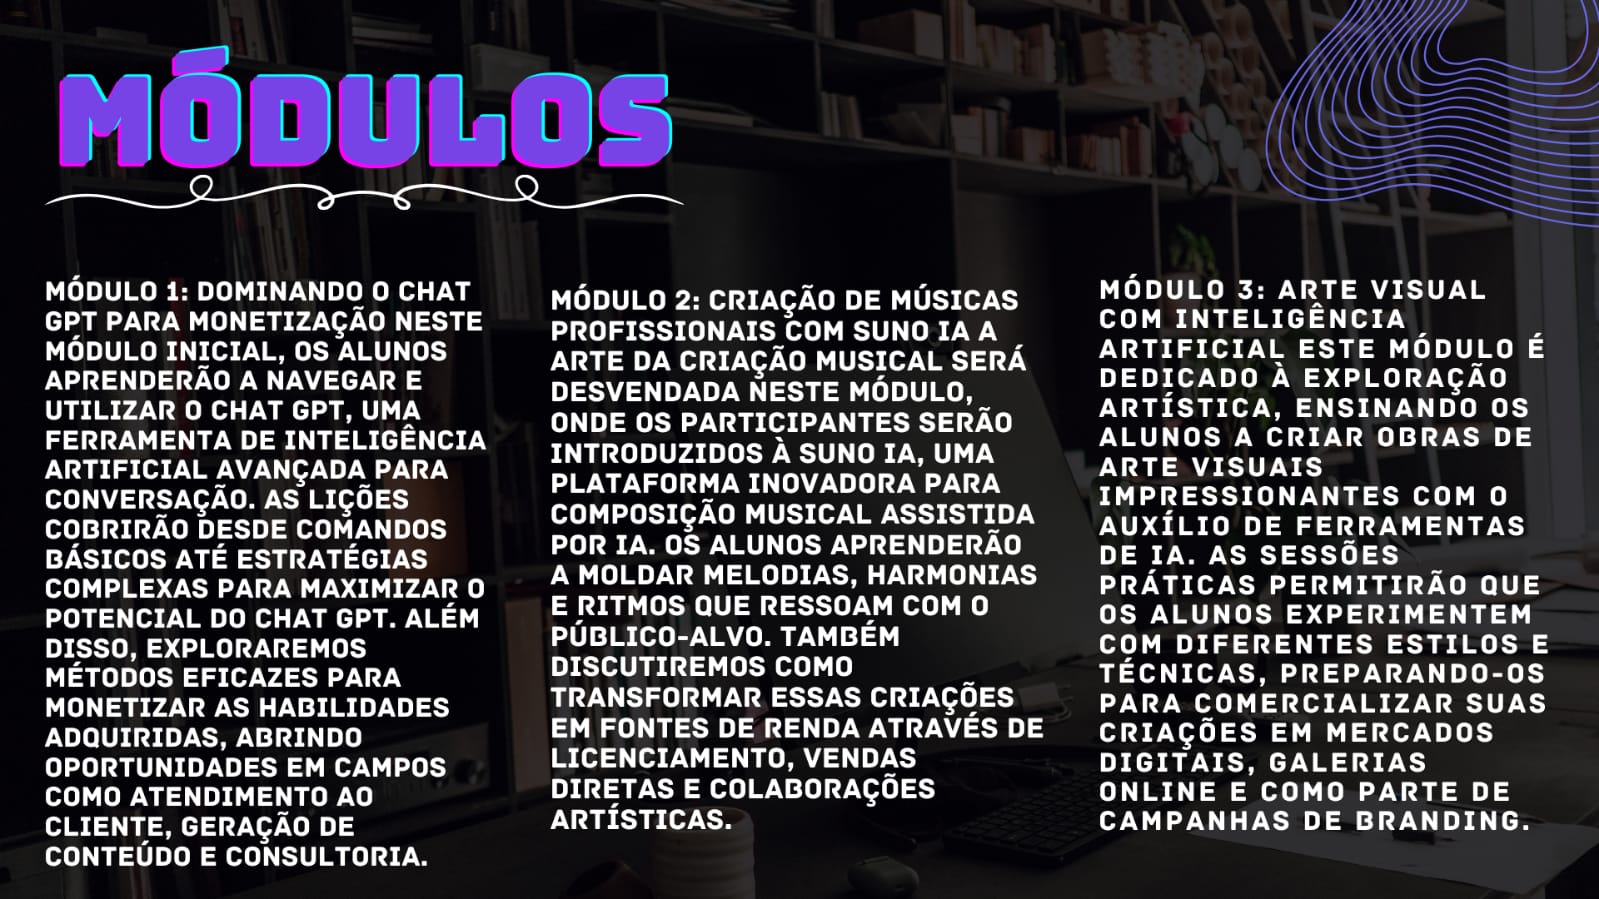 MÓDULOS
MÓDULO 1: DOMINANDO O CHAT
GPT PARA MONETIZAÇÃO NESTE
MÓDULO INICIAL, OS ALUNOS
APRENDERÃO A NAVEGAR E
UTILIZAR O CHAT GPT, UMA
FERRAMENTA DE INTELIGÊNCIA
ARTIFICIAL AVANÇADA PARA
CONVERSAÇÃO. AS LIÇÕES
COBRIRÃO DESDE COMANDOS
BÁSICOS ATÉ ESTRATÉGIAS
COMPLEXAS PARA MAXIMIZAR O
POTENCIAL DO CHAT GPT. ALÉM
DISSO, EXPLORAREMOS
MÉTODOS EFICAZES PARA
MONETIZAR AS HABILIDADES
ADQUIRIDAS, ABRINDO
OPORTUNIDADES EM CAMPOS
COMO ATENDIMENTO AO
CLIENTE, GERAÇÃO DE
CONTEÚDO E CONSULTORIA.
MÓDULO 2: CRIAÇÃO DE MÚSICAS
PROFISSIONAIS COM SUNO IA A
ARTE DA CRIAÇÃO MUSICAL SERÁ
DESVENDADA NESTE MÓDULO,
ONDE OS PARTICIPANTES SERÃO
INTRODUZIDOS À SUNO IA, UMA
PLATAFORMA INOVADORA PARA
COMPOSIÇÃO MUSICAL ASSISTIDA
POR IA. OS ALUNOS APRENDERÃO
A MOLDAR MELODIAS, HARMONIAS
E RITMOS QUE RESSOAM COM O
PÚBLICO-ALVO. TAMBÉM
DISCUTIREMOS COMO
TRANSFORMAR ESSAS CRIAÇÕES
EM FONTES DE RENDA ATRAVÉS DE
LICENCIAMENTO, VENDAS
DIRETAS E COLABORAÇÕES
ARTÍSTICAS.
MÓDULO 3: ARTE VISUAL
COM INTELIGÊNCIA
ARTIFICIAL ESTE MÓDULO É
DEDICADO À EXPLORAÇÃO
ARTÍSTICA, ENSINANDO OS
ALUNOS A CRIAR OBRAS DE
ARTE VISUAIS
IMPRESSIONANTES COM O
AUXÍLIO DE FERRAMENTAS
DE IA. AS SESSÕES
PRÁTICAS PERMITIRÃO QUE
OS ALUNOS EXPERIMENTEM
COM DIFERENTES ESTILOS E
TÉCNICAS, PREPARANDO-OS
PARA COMERCIALIZAR SUAS
CRIAÇÕES EM MERCADOS
DIGITAIS, GALERIAS
ONLINE E COMO PARTE DE
CAMPANHAS DE BRANDING.